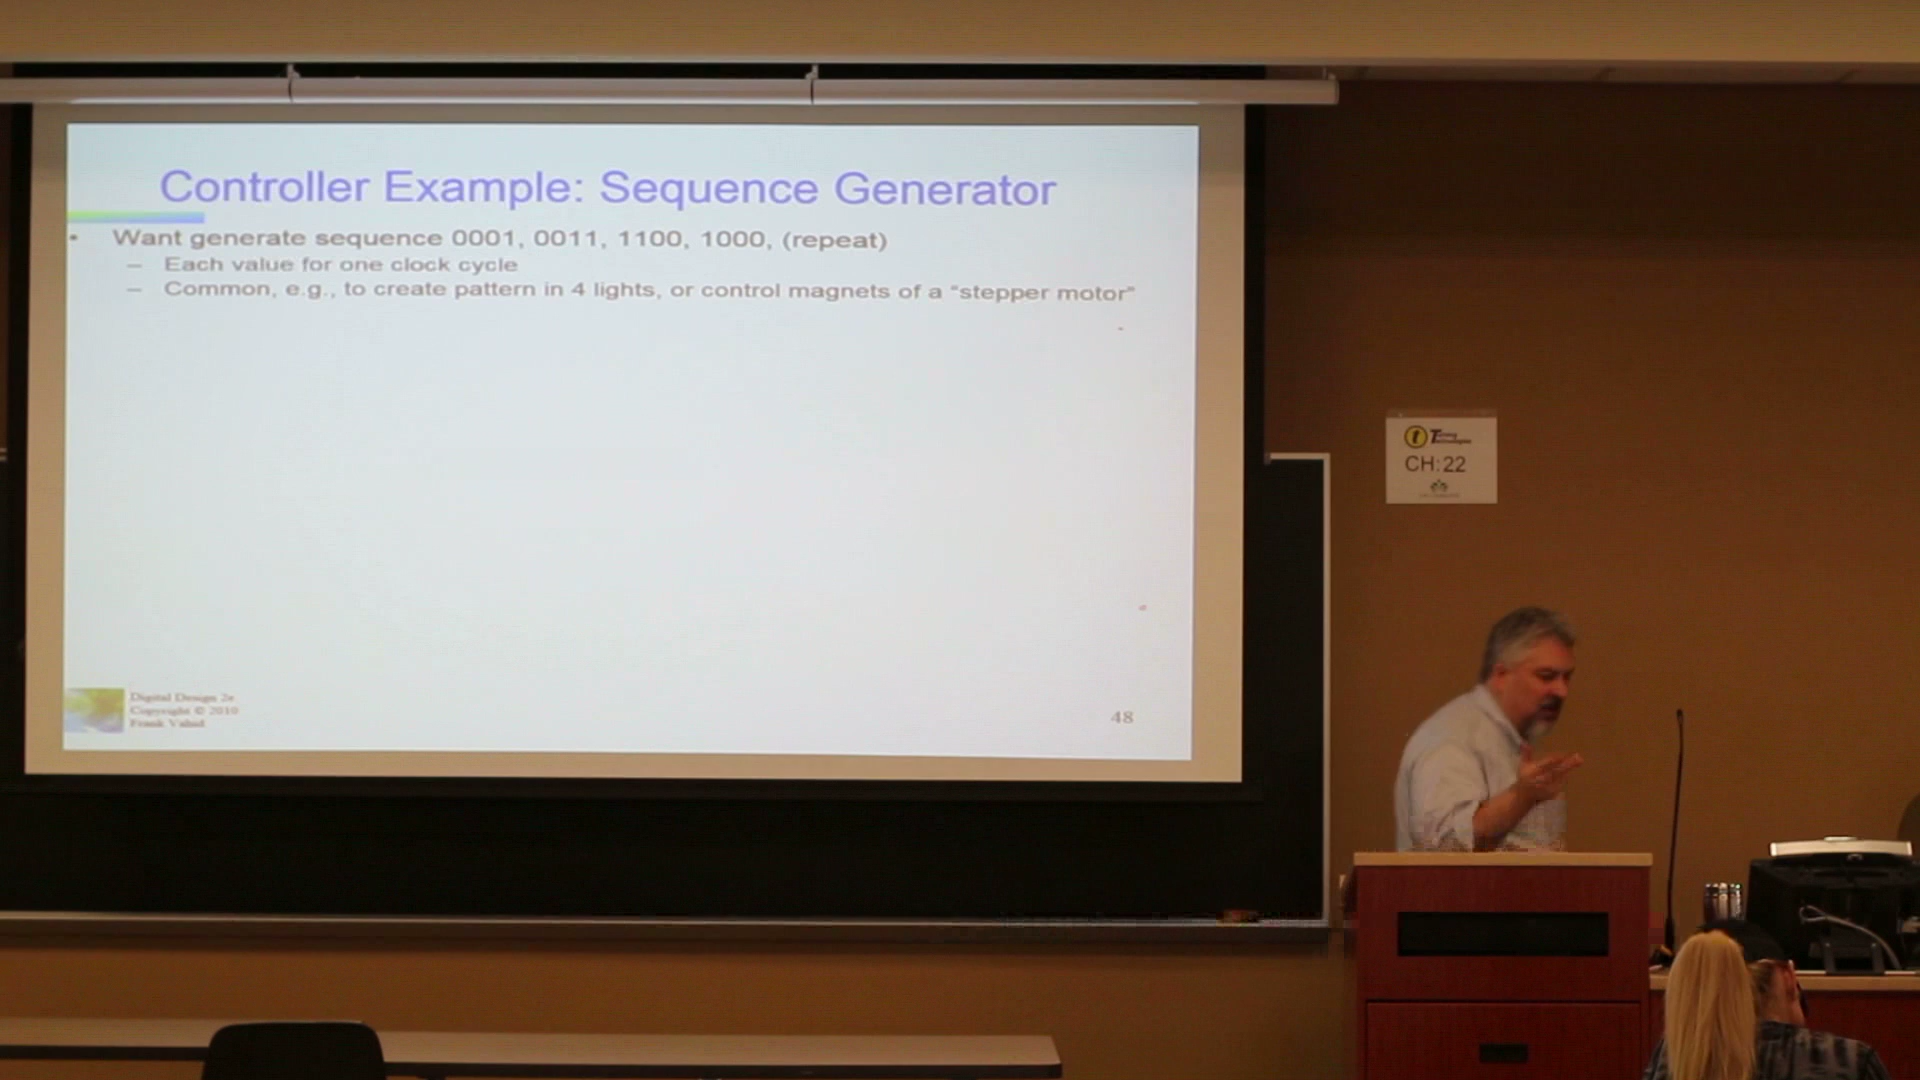 Controller Example: Sequence Generator
• Want generate sequence 0001, 0011, 1100, 1000, (repeat)
– Each value for one clock cycle
– Common, e.g., to create pattern in 4 lights, or control magnets of a "stepper motor"
Digital Design 2e
Copyright © 2010
Frank Vahid
48
Turning
Technologies
CH:22